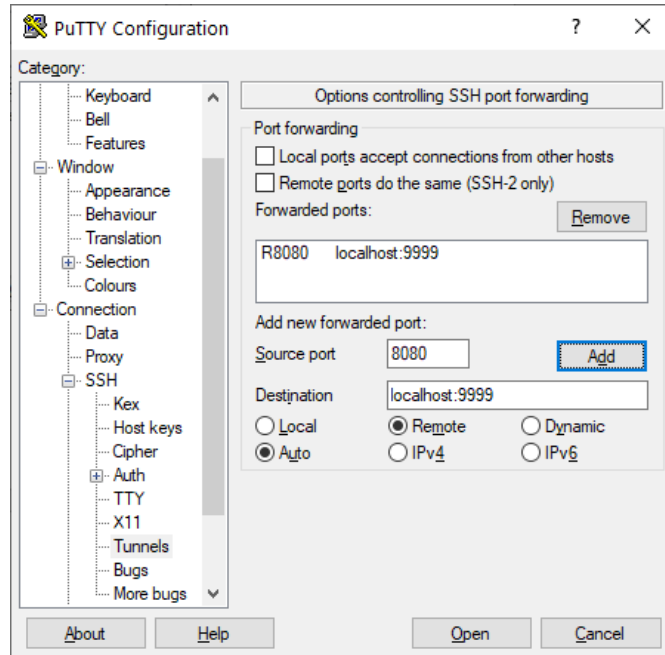 PuTTY Configuration
?
Category:
Keyboard
Bell
Features
Window
Appearance
Behaviour
Translation
Selection
Colours
Connection
Data
Proxy
SSH
Kex
Host keys
Cipher
Auth
TTY
X11
Tunnels
Bugs
More bugs
Options controlling SSH port forwarding
Port forwarding
Local ports accept connections from other hosts
Remote ports do the same (SSH-2 only)
Forwarded ports:
Remove
R8080 localhost:9999
Add new forwarded port:
Source port 8080 Add
Destination localhost:9999
Local Remote Dynamic
Auto IPv4 IPv6
About Help Open Cancel